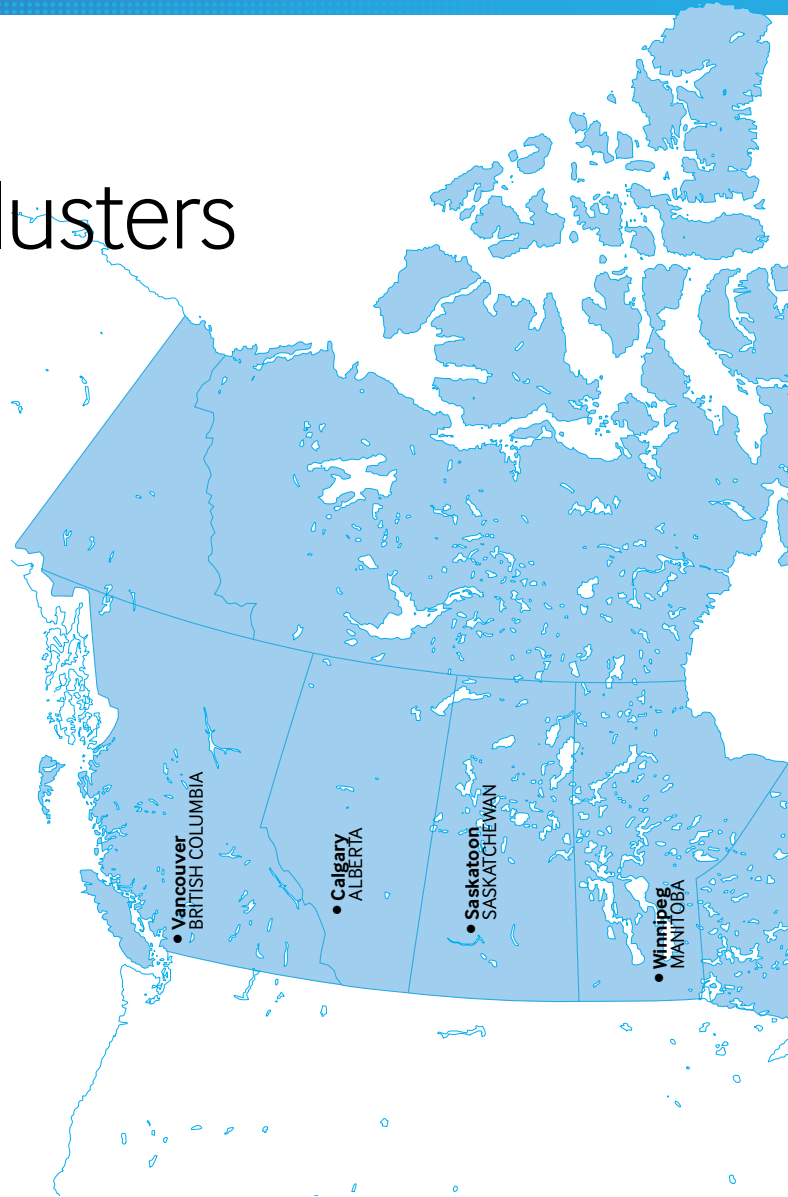 lusters
Vancouver
BRITISH COLUMBIA
Calgary
ALBERTA
Saskatoon
SASKATCHEWAN
Winnipeg
MANITOBA